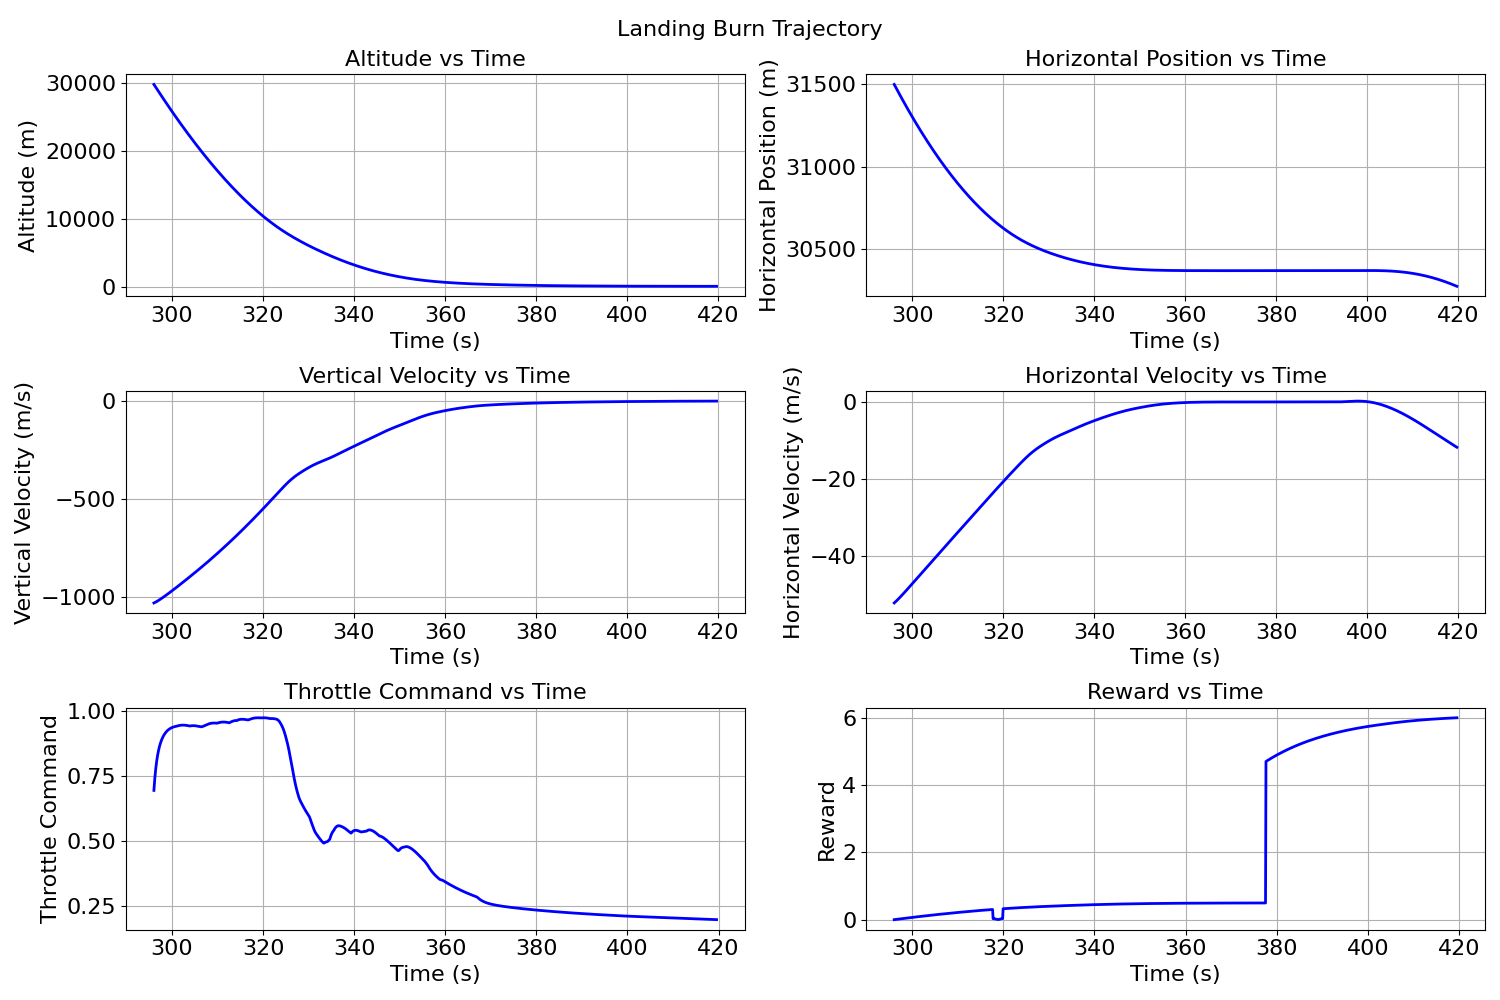 Landing Burn Trajectory
Altitude vs Time
Altitude (m)
30000
20000
10000
0
300 320 340 360 380 400 420
Time (s)
Horizontal Position vs Time
Horizontal Position (m)
31500
31000
30500
300 320 340 360 380 400 420
Time (s)
Vertical Velocity vs Time
Vertical Velocity (m/s)
0
−500
−1000
300 320 340 360 380 400 420
Time (s)
Horizontal Velocity vs Time
Horizontal Velocity (m/s)
0
−20
−40
300 320 340 360 380 400 420
Time (s)
Throttle Command vs Time
Throttle Command
1.00
0.75
0.50
0.25
300 320 340 360 380 400 420
Time (s)
Reward vs Time
Reward
6
4
2
0
300 320 340 360 380 400 420
Time (s)